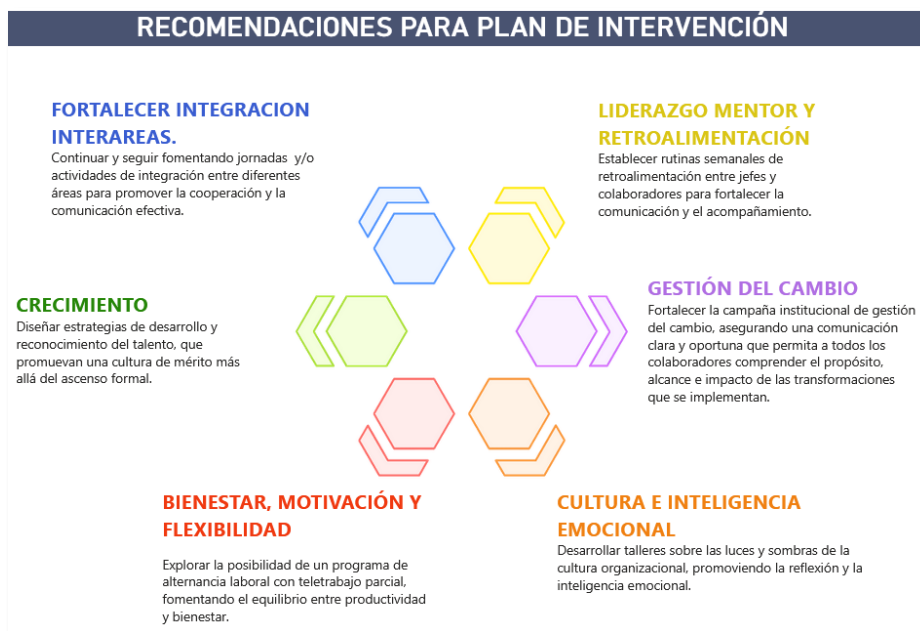 RECOMENDACIONES PARA PLAN DE INTERVENCIÓN
FORTALECER INTEGRACION
INTERAREAS.
Continuar y seguir fomentando jornadas y/o
actividades de integración entre diferentes
áreas para promover la cooperación y la
comunicación efectiva.
LIDERAZGO MENTOR Y
RETROALIMENTACIÓN
Establecer rutinas semanales de
retroalimentación entre jefes y
colaboradores para fortalecer la
comunicación y el acompañamiento.
CRECIMIENTO
Diseñar estrategias de desarrollo y
reconocimiento del talento, que
promuevan una cultura de mérito más
allá del ascenso formal.
GESTIÓN DEL CAMBIO
Fortalecer la campaña institucional de gestión
del cambio, asegurando una comunicación
clara y oportuna que permita a todos los
colaboradores comprender el propósito,
alcance e impacto de las transformaciones
que se implementan.
BIENESTAR, MOTIVACIÓN Y
FLEXIBILIDAD
Explorar la posibilidad de un programa de
alternancia laboral con teletrabajo parcial,
fomentando el equilibrio entre productividad
y bienestar.
CULTURA E INTELIGENCIA
EMOCIONAL
Desarrollar talleres sobre las luces y sombras de la
cultura organizacional, promoviendo la reflexión y la
inteligencia emocional.